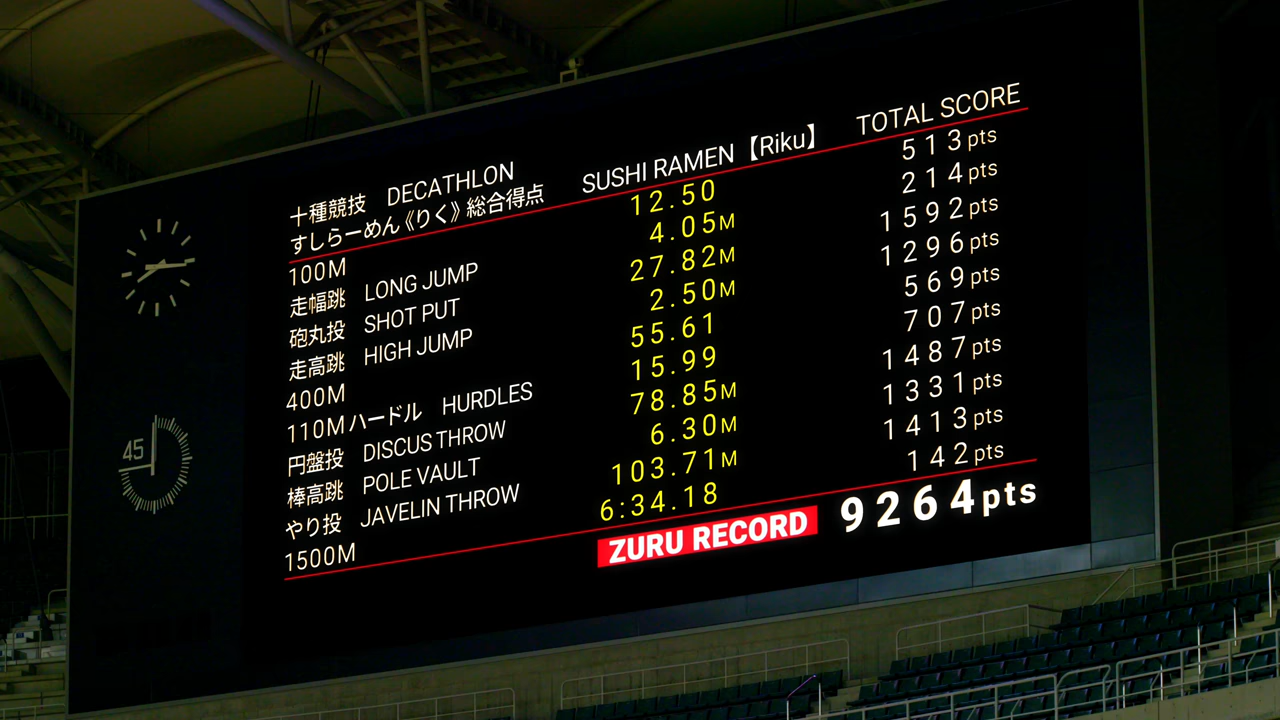 十種競技 DECATHLON
すしらーめん《りく》総合得点 SUSHI RAMEN【Riku】 TOTAL SCORE
100M 12.50 513pts
走幅跳 LONG JUMP 4.05M 214pts
砲丸投 SHOT PUT 27.82M 1592pts
走高跳 HIGH JUMP 2.50M 1296pts
400M 55.61 569pts
110Mハードル HURDLES 15.99 707pts
円盤投 DISCUS THROW 78.85M 1487pts
棒高跳 POLE VAULT 6.30M 1331pts
やり投 JAVELIN THROW 103.71M 1413pts
1500M 6:34.18 142pts
ZURU RECORD 9264pts
45